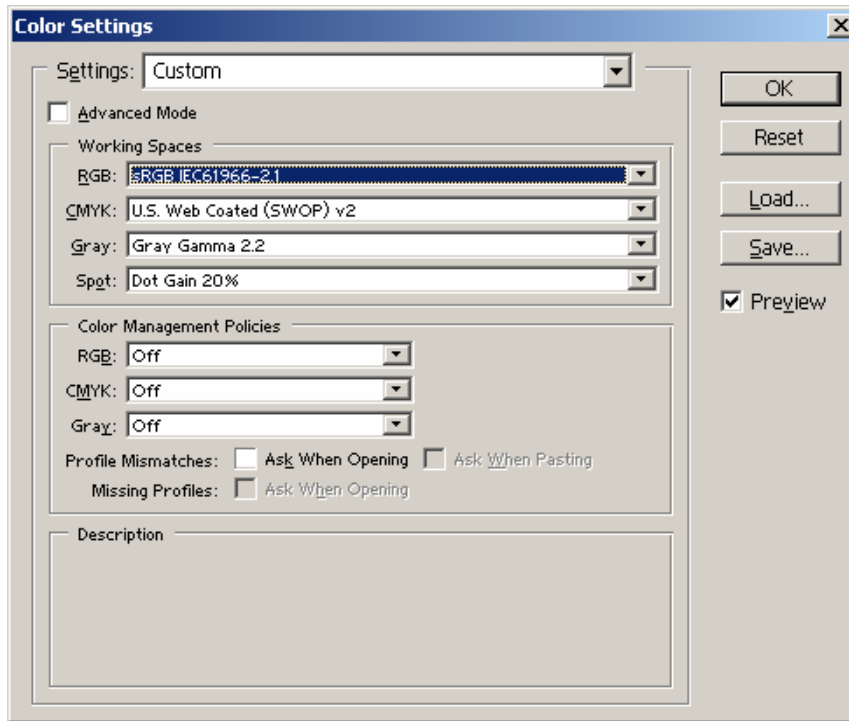 Color Settings
Settings: Custom
OK
Advanced Mode
Reset
Working Spaces
RGB: sRGB IEC61966-2.1
Load...
CMYK: U.S. Web Coated (SWOP) v2
Gray: Gray Gamma 2.2
Save...
Spot: Dot Gain 20%
Preview
Color Management Policies
RGB: Off
CMYK: Off
Gray: Off
Profile Mismatches: Ask When Opening Ask When Pasting
Missing Profiles: Ask When Opening
Description